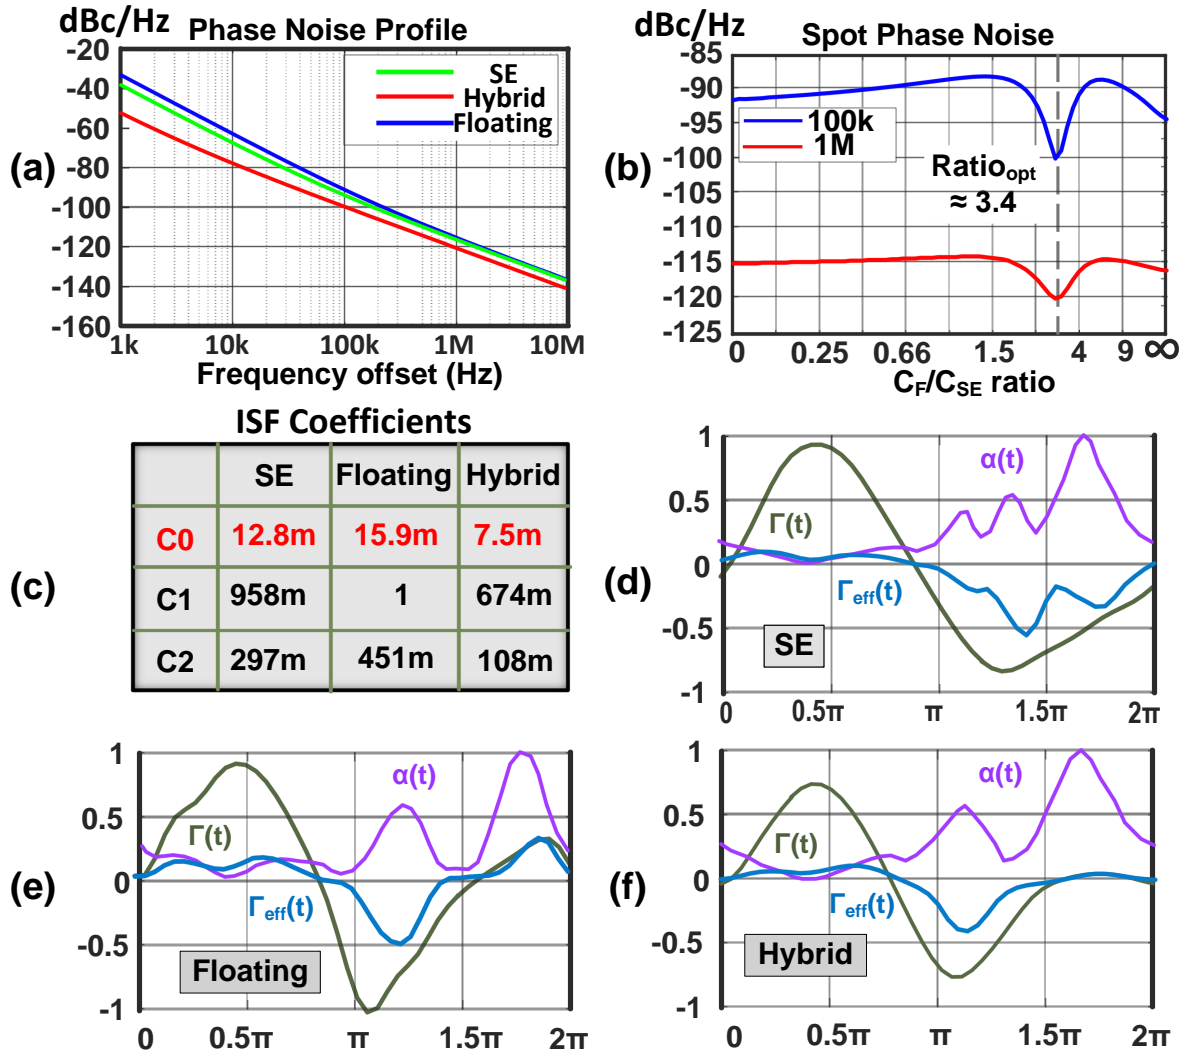 dBc/Hz
Phase Noise Profile
-20
-40
-60
-80
-100
-120
-140
-160
SE
Hybrid
Floating
(a)
1k 10k 100k 1M 10M
Frequency offset (Hz)
dBc/Hz
Spot Phase Noise
-85
-90
-95
-100
-105
-110
-115
-120
-125
100k
1M
Ratioopt
≈ 3.4
(b)
0 0.25 0.66 1.5 4 9 ∞
CF/CSE ratio
ISF Coefficients
SE Floating Hybrid
C0 12.8m 15.9m 7.5m
C1 958m 1 674m
C2 297m 451m 108m
(c)
1
0.5
0
-0.5
-1
α(t)
Γ(t)
Γeff(t)
SE
(d)
0 0.5π π 1.5π 2π
1
0.5
0
-0.5
-1
α(t)
Γ(t)
Γeff(t)
Floating
(e)
0 0.5π π 1.5π 2π
1
0.5
0
-0.5
-1
α(t)
Γ(t)
Γeff(t)
Hybrid
(f)
0 0.5π π 1.5π 2π